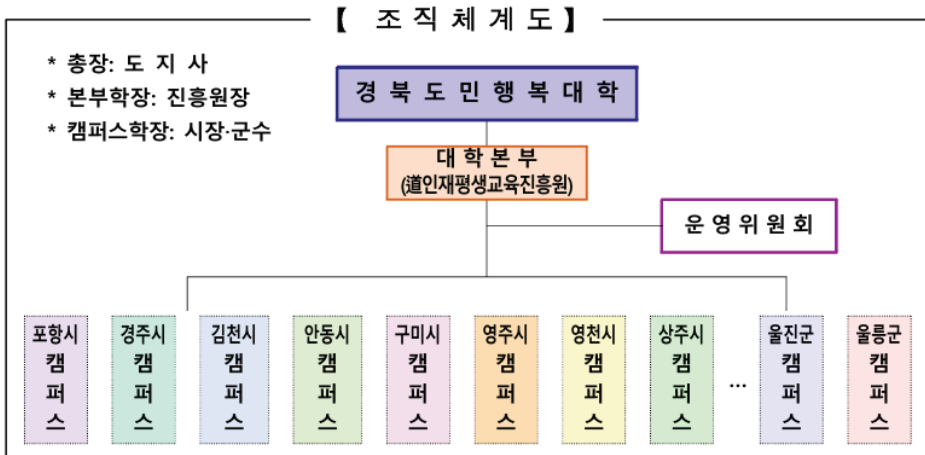 【 조직체계도】
* 총장: 도 지 사
* 본부학장: 진흥원장
* 캠퍼스학장: 시장·군수
경북도민행복대학
대학본부
(道인재평생교육진흥원)
운영위원회
포항시 캠퍼스
경주시 캠퍼스
김천시 캠퍼스
안동시 캠퍼스
구미시 캠퍼스
영주시 캠퍼스
영천시 캠퍼스
상주시 캠퍼스
...
울진군 캠퍼스
울릉군 캠퍼스